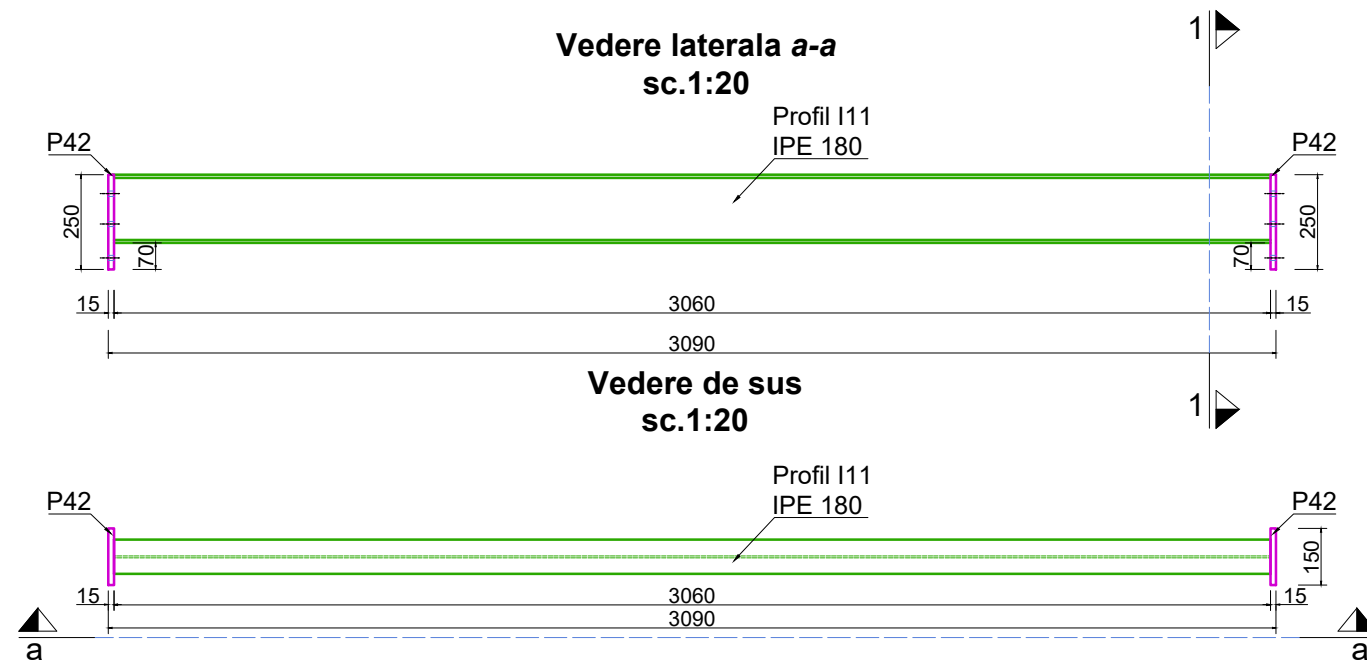 1
Vedere laterala a-a
sc.1:20
Profil I11
IPE 180
P42
P42
250
70
70
250
15
3060
15
3090
Vedere de sus
sc.1:20
1
Profil I11
IPE 180
P42
P42
150
15
3060
15
3090
a
a